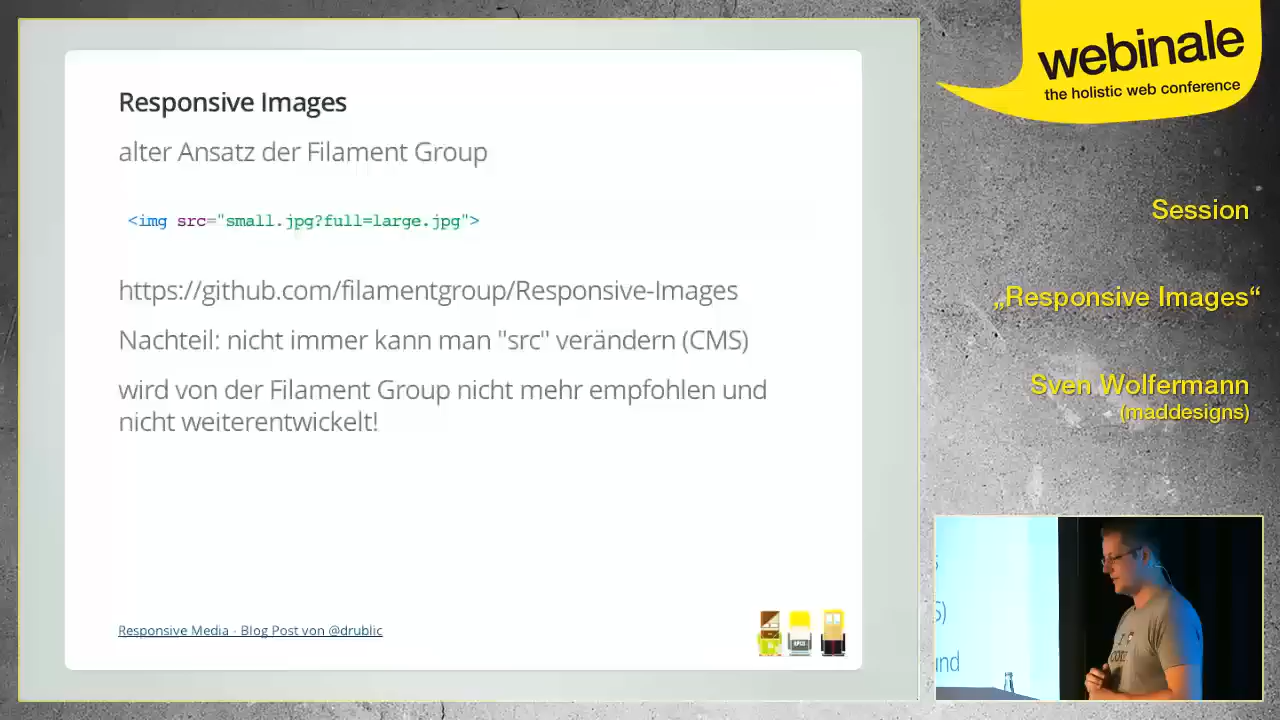 Responsive Images
alter Ansatz der Filament Group
<img src="small.jpg?full=large.jpg">
https://github.com/filamentgroup/Responsive-Images
Nachteil: nicht immer kann man "src" verändern (CMS)
wird von der Filament Group nicht mehr empfohlen und
nicht weiterentwickelt!
Responsive Media · Blog Post von @drublic
webinale
the holistic web conference
Session
„Responsive Images“
Sven Wolfermann
(maddesigns)
und